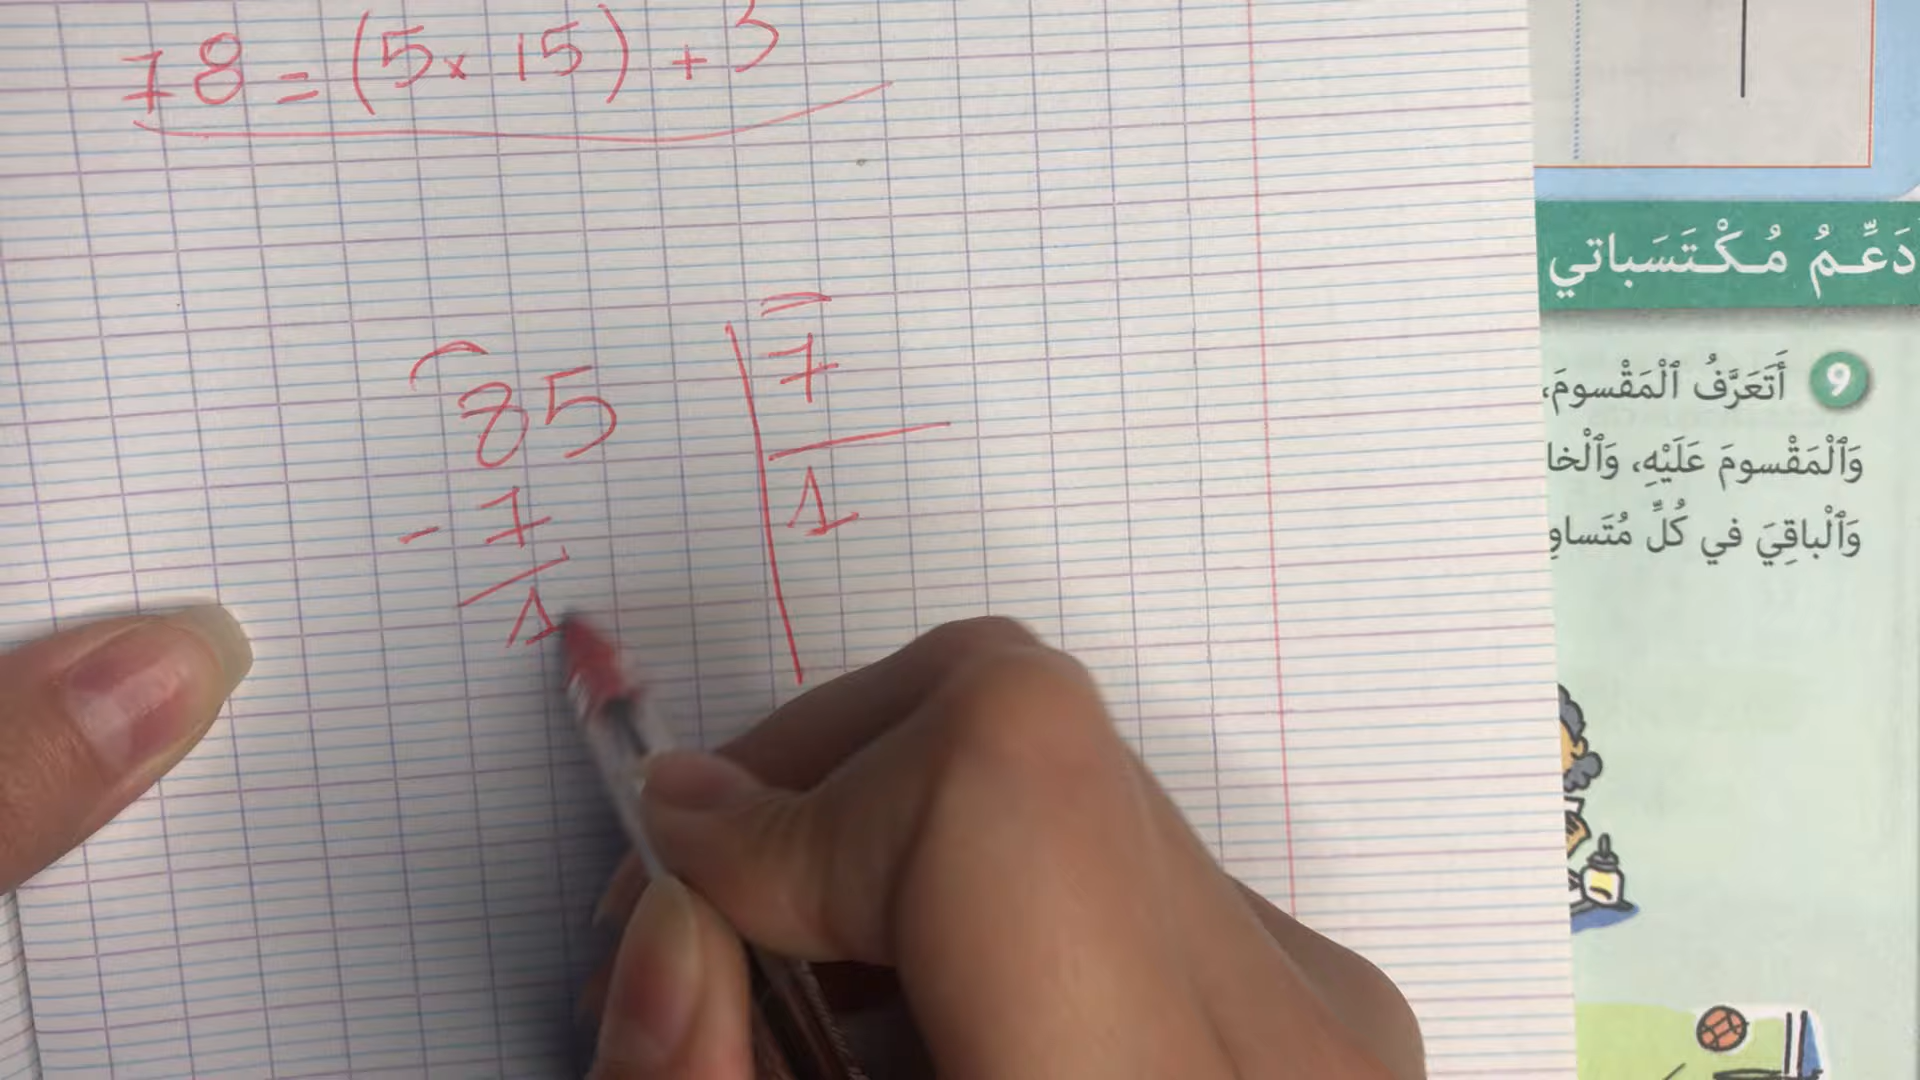 78 = (5 × 15) + 3
85 7
- 7 1
1
دَعِّمُ مُكْتَسَباتي
9 أَتَعَرَّفُ ٱلْمَقْسومَ،
وَٱلْمَقْسومَ عَلَيْهِ، وَٱلْخا
وَٱلْباقِيَ في كُلِّ مُتَساوِ